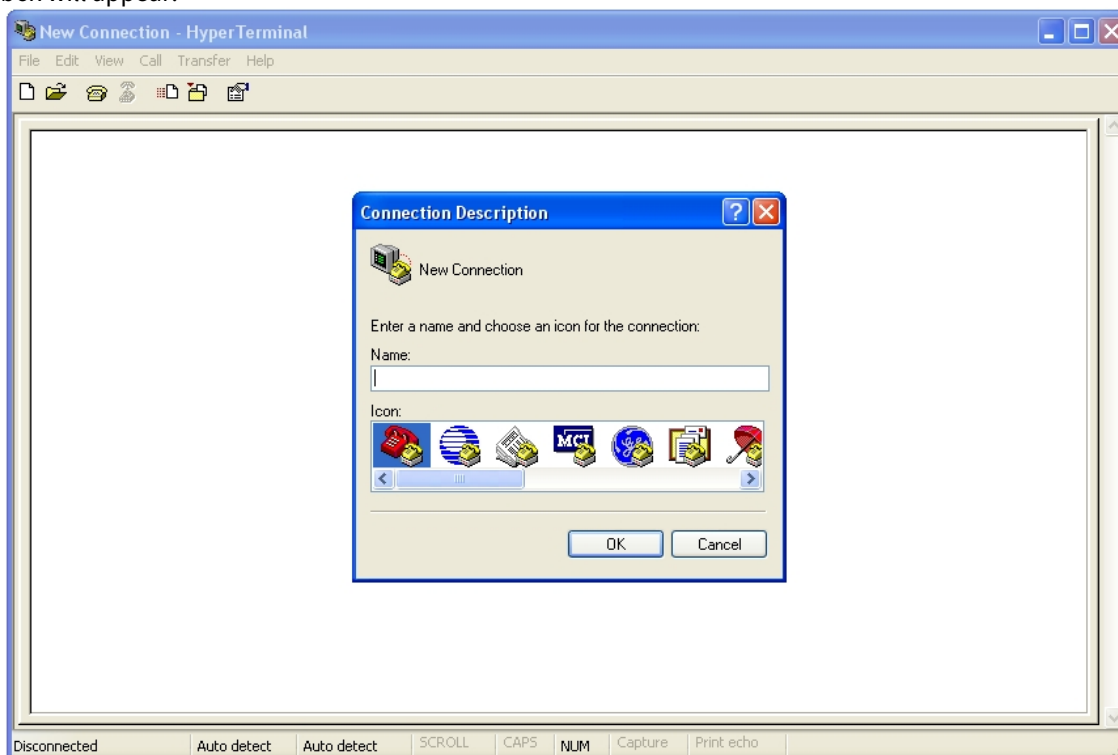 will appear.
New Connection - HyperTerminal
File Edit View Call Transfer Help
Connection Description
New Connection
Enter a name and choose an icon for the connection:
Name:
Icon:
MCI
OK Cancel
Disconnected Auto detect Auto detect SCROLL CAPS NUM Capture Print echo